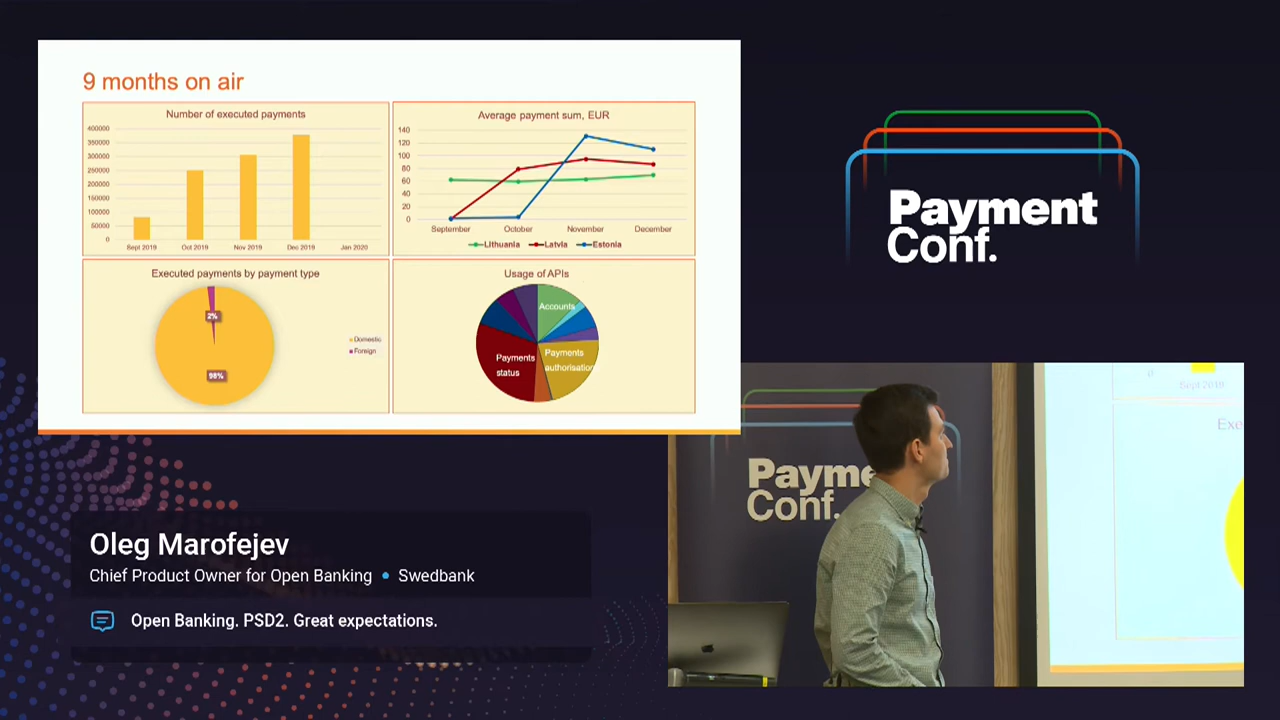 9 months on air
Number of executed payments
400000
350000
300000
250000
200000
150000
100000
50000
0
Sept 2019 Oct 2019 Nov 2019 Dec 2019 Jan 2020
Average payment sum, EUR
140
120
100
80
60
40
20
0
September October November December
Lithuania Latvia Estonia
Executed payments by payment type
2%
98%
Domestic
Foreign
Usage of APIs
Accounts
Payments
authorisation
Payments
status
Payment
Conf.
Payme
Conf.
0
Sept 2019
Exe
Oleg Marofejev
Chief Product Owner for Open Banking • Swedbank
Open Banking. PSD2. Great expectations.